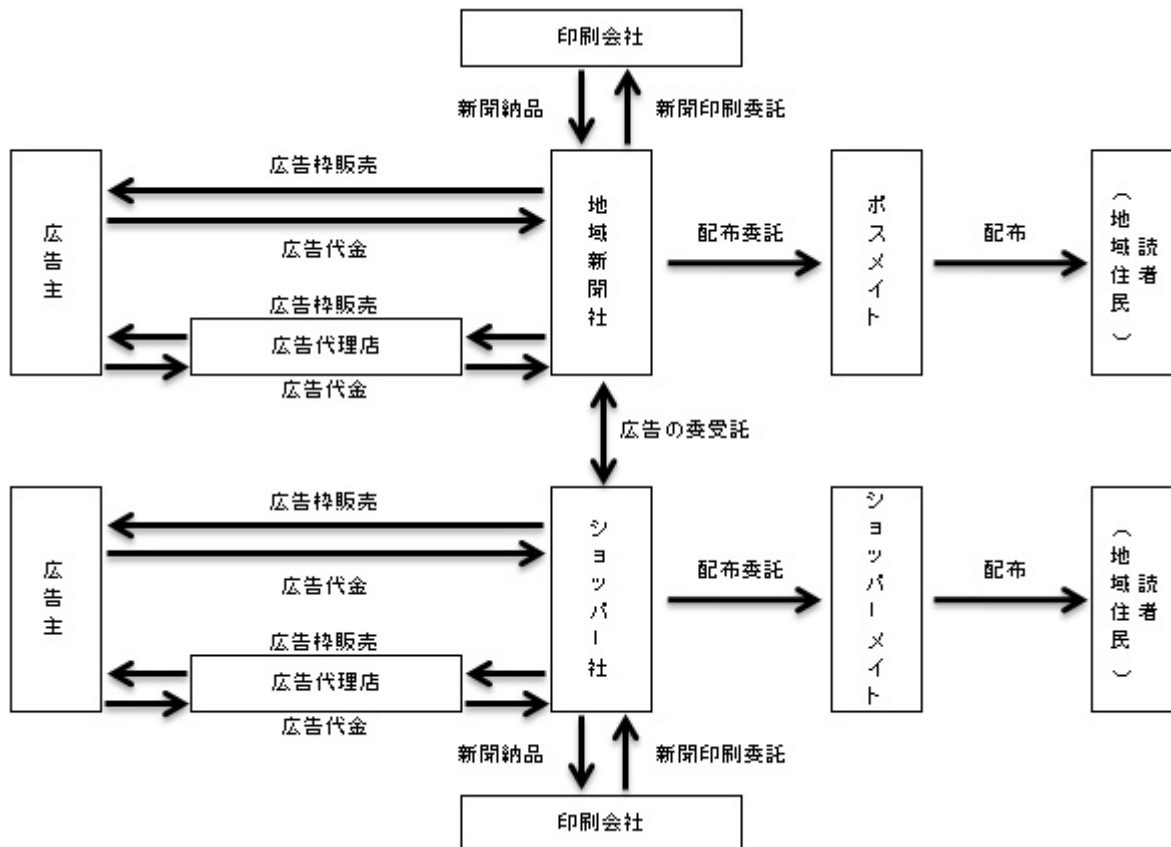 印刷会社
新聞納品
新聞印刷委託
広告枠販売
広告代金
広告主
広告枠販売
広告代理店
広告代金
地域新聞社
配布委託
ポスメイト
配布
読者
（地域住民）
広告の委受託
広告枠販売
広告代金
広告主
広告枠販売
広告代理店
広告代金
ショッパー社
配布委託
ショッパーメイト
配布
読者
（地域住民）
新聞納品
新聞印刷委託
印刷会社